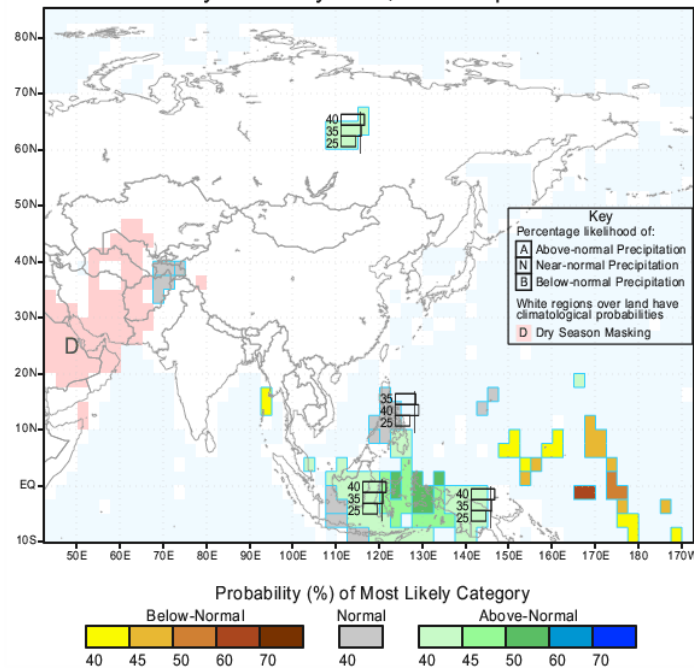 80N
70N
60N
50N
40N
30N
20N
10N
EQ
10S
50E 60E 70E 80E 90E 100E 110E 120E 130E 140E 150E 160E 170E 180 170W
40
35
25
D
35
40
25
40
35
25
40
35
25
Key
Percentage likelihood of:
A Above-normal Precipitation
N Near-normal Precipitation
B Below-normal Precipitation
White regions over land have
climatological probabilities
D Dry Season Masking
Probability (%) of Most Likely Category
Below-Normal Normal Above-Normal
40 45 50 60 70 40 40 45 50 60 70